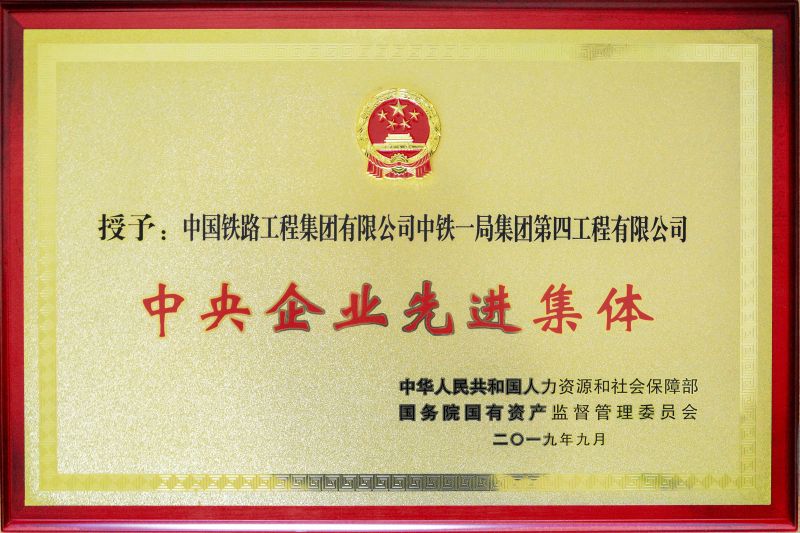 授予：中国铁路工程集团有限公司中铁一局集团第四工程有限公司
中央企业先进集体
中华人民共和国人力资源和社会保障部
国务院国有资产监督管理委员会
二〇一九年九月